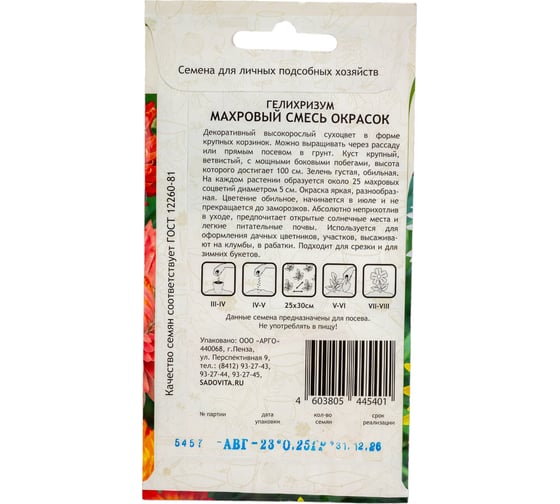 Семена для личных подсобных хозяйств
ГЕЛИХРИЗУМ
МАХРОВЫЙ СМЕСЬ ОКРАСОК
Декоративный высокорослый сухоцвет в форме
крупных корзинок. Можно выращивать через рассаду
или прямым посевом в грунт. Куст крупный,
ветвистый, с мощными боковыми побегами, высота
которого достигает 100 см. Зелень густая, обильная.
На каждом растении образуется около 25 махровых
соцветий диаметром 5 см. Окраска яркая, разнообраз-
ная. Цветение обильное, начинается в июле и не
прекращается до заморозков. Абсолютно неприхотлив
в уходе, предпочитает открытые солнечные места и
легкие питательные почвы. Используется для
оформления дачных цветников, участков, высажива-
ют на клумбы, в рабатки. Подходит для срезки и для
зимних букетов.
III-IV IV-V 25х30см V-VI VII-VIII
Данные семена предназначены для посева.
Не употреблять в пищу!
Упаковано: ООО «АРГО»
440068, г.Пенза,
ул. Перспективная 9,
тел.: (8412) 93-27-43,
93-27-44, 93-27-45,
SADOVITA.RU
4 603805 445401
№ партии дата упаковки кол-во семян срок реализации
5457 АВГ-23*0.25ГР*31.12.26
Качество семян соответствует ГОСТ 12260-81